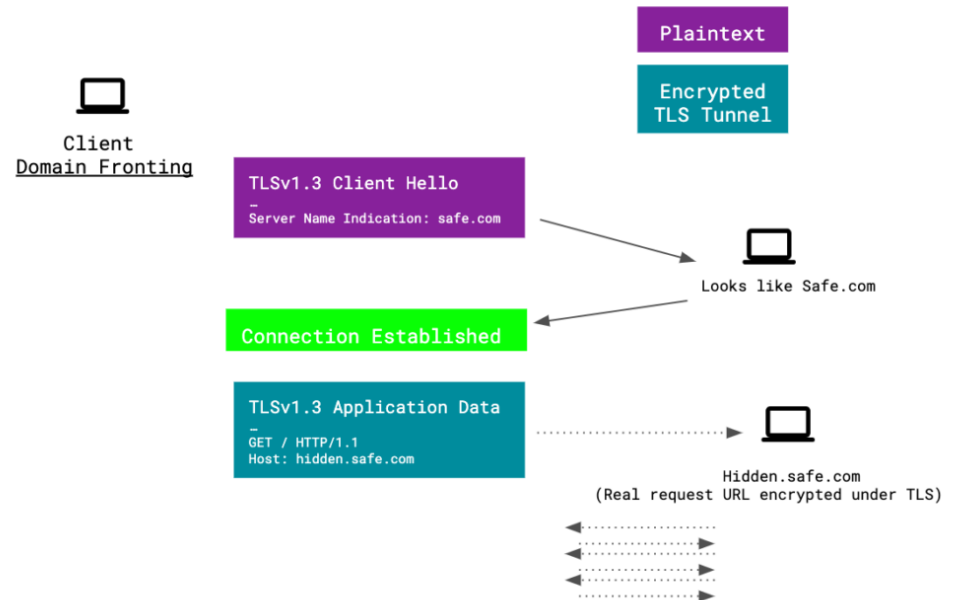 Plaintext
Encrypted
TLS Tunnel
Client
Domain Fronting
TLSv1.3 Client Hello
…
Server Name Indication: safe.com
Looks like Safe.com
Connection Established
TLSv1.3 Application Data
…
GET / HTTP/1.1
Host: hidden.safe.com
Hidden.safe.com
(Real request URL encrypted under TLS)